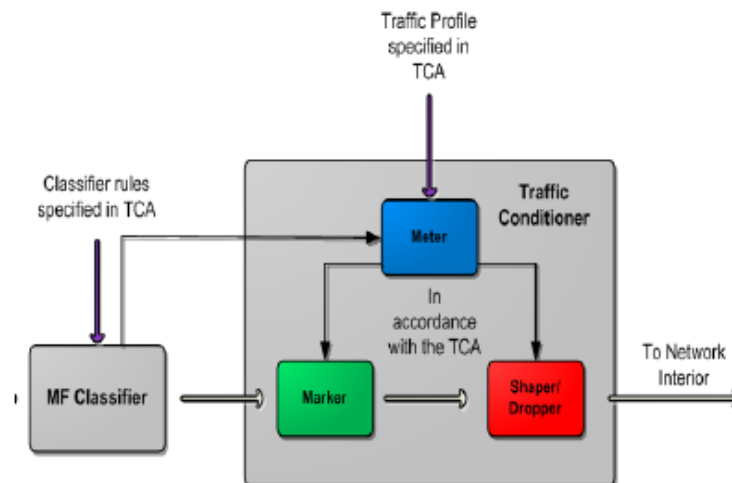 Traffic Profile
specified in
TCA
Classifier rules
specified in TCA
Traffic
Conditioner
Meter
In
accordance
with the TCA
To Network
Interior
MF Classifier
Marker
Shaper/
Dropper